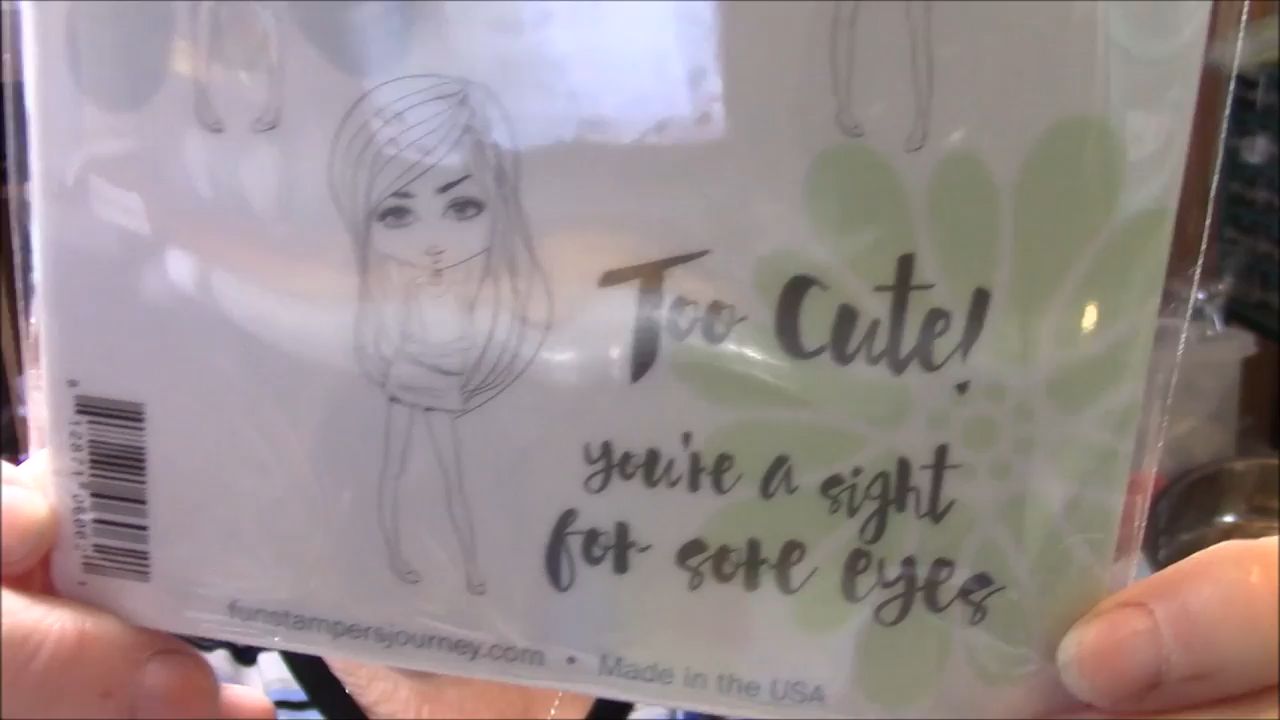 Too Cute!
you're a sight
for sore eyes
funstampersjourney.com • Made in the USA